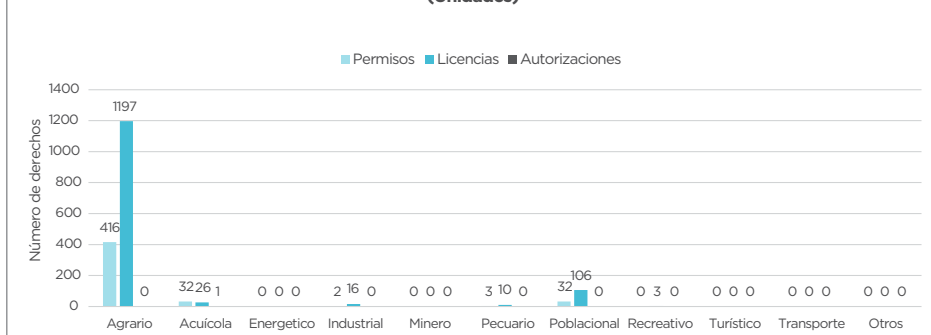 (Unidades)
Permisos Licencias Autorizaciones
Número de derechos
1400
1200
1000
800
600
400
200
0
416 1197 0
32 26 1
0 0 0
2 16 0
0 0 0
3 10 0
32 106 0
0 3 0
0 0 0
0 0 0
0 0 0
Agrario Acuícola Energetico Industrial Minero Pecuario Poblacional Recreativo Turístico Transporte Otros